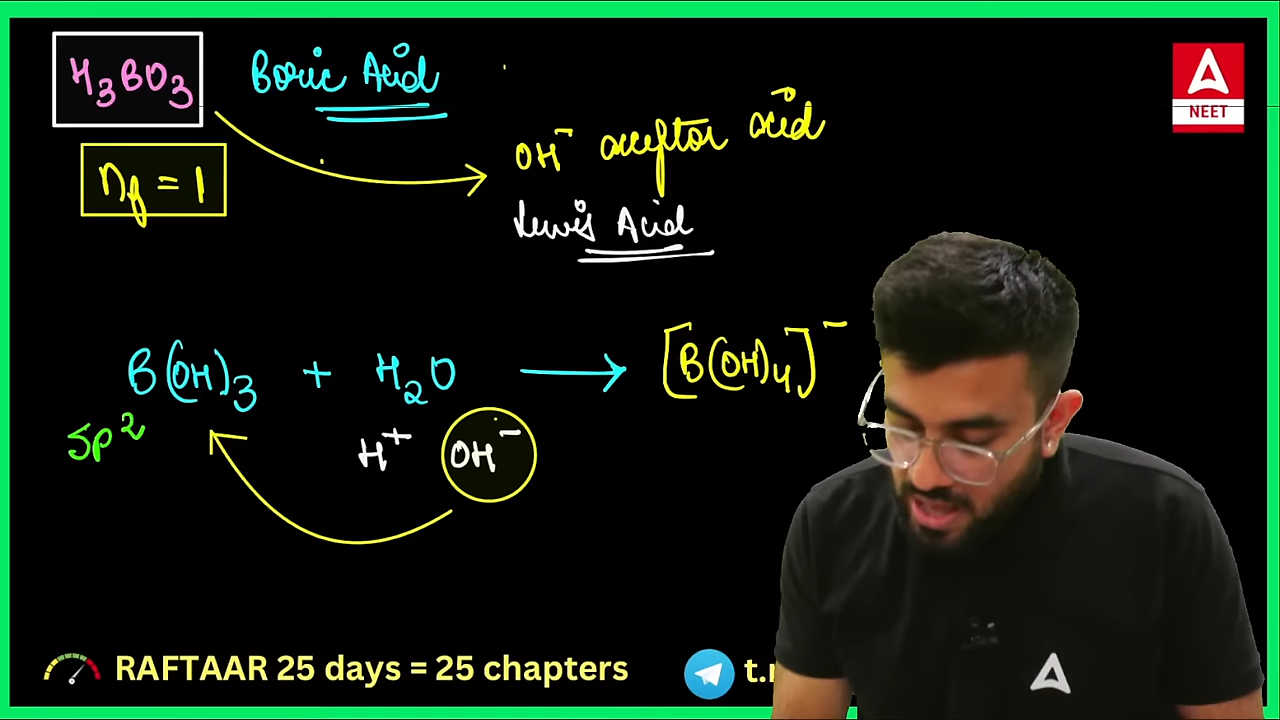 H₃BO₃ Boric Acid
nf = 1
OH⁻ acceptor acid
Lewis Acid
B(OH)₃ + H₂O ⟶ [B(OH)₄]⁻
Sp²
H⁺ OH⁻
NEET
RAFTAAR 25 days = 25 chapters